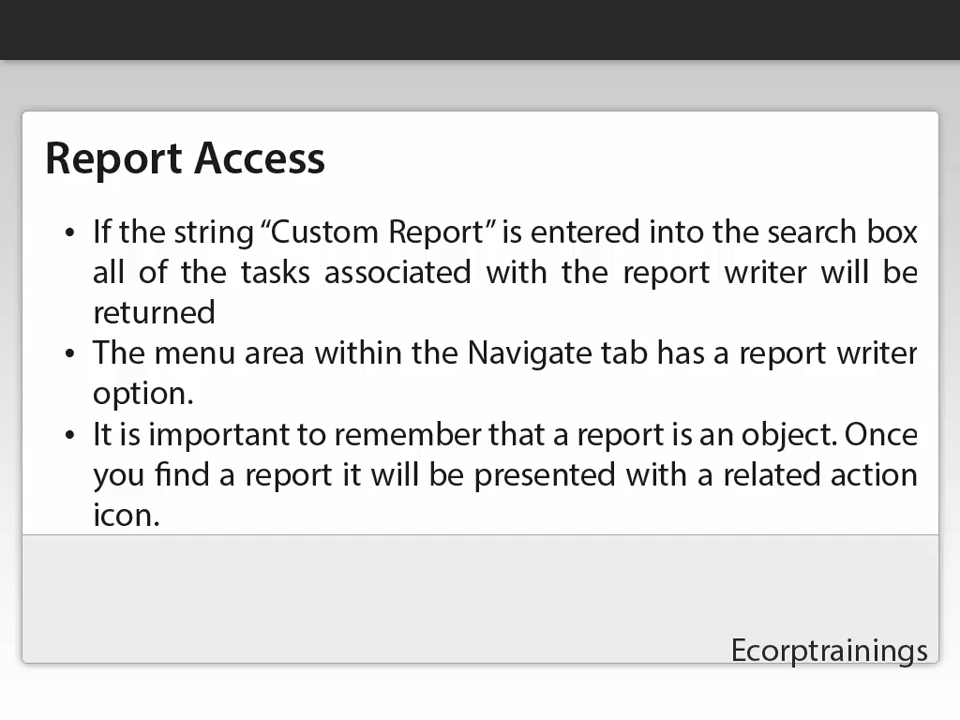 Report Access
• If the string “Custom Report” is entered into the search box
all of the tasks associated with the report writer will be
returned
• The menu area within the Navigate tab has a report writer
option.
• It is important to remember that a report is an object. Once
you find a report it will be presented with a related action
icon.
Ecorptrainings